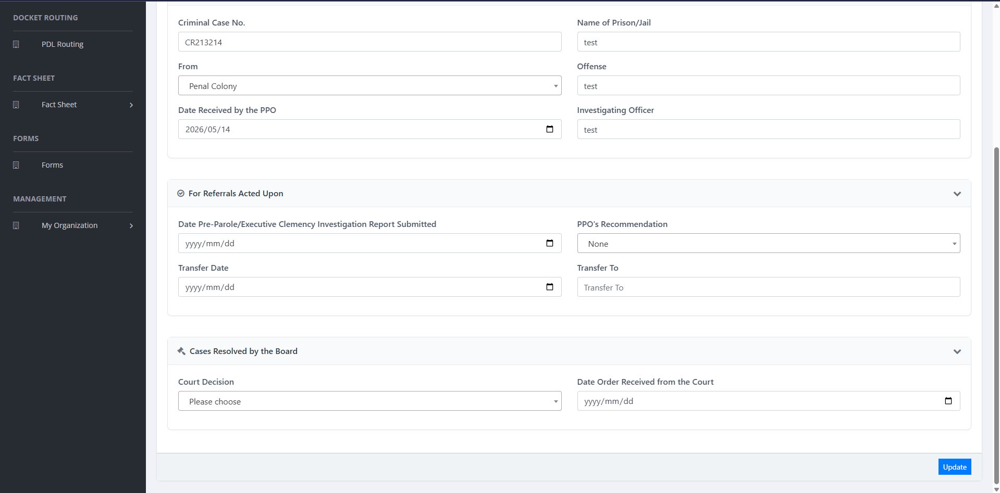 DOCKET ROUTING
PDL Routing
FACT SHEET
Fact Sheet
FORMS
Forms
MANAGEMENT
My Organization
Criminal Case No.
CR213214
Name of Prison/Jail
test
From
Penal Colony
Offense
test
Date Received by the PPO
2026/05/14
Investigating Officer
test
For Referrals Acted Upon
Date Pre-Parole/Executive Clemency Investigation Report Submitted
yyyy/mm/dd
PPO's Recommendation
None
Transfer Date
yyyy/mm/dd
Transfer To
Transfer To
Cases Resolved by the Board
Court Decision
Please choose
Date Order Received from the Court
yyyy/mm/dd
Update